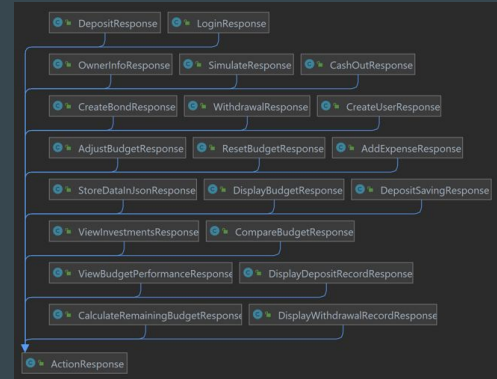 DepositResponse LoginResponse
OwnerInfoResponse SimulateResponse CashOutResponse
CreateBondResponse WithdrawalResponse CreateUserResponse
AdjustBudgetResponse ResetBudgetResponse AddExpenseResponse
StoreDataInJsonResponse DisplayBudgetResponse DepositSavingResponse
ViewInvestmentsResponse CompareBudgetResponse
ViewBudgetPerformanceResponse DisplayDepositRecordResponse
CalculateRemainingBudgetResponse DisplayWithdrawalRecordResponse
ActionResponse